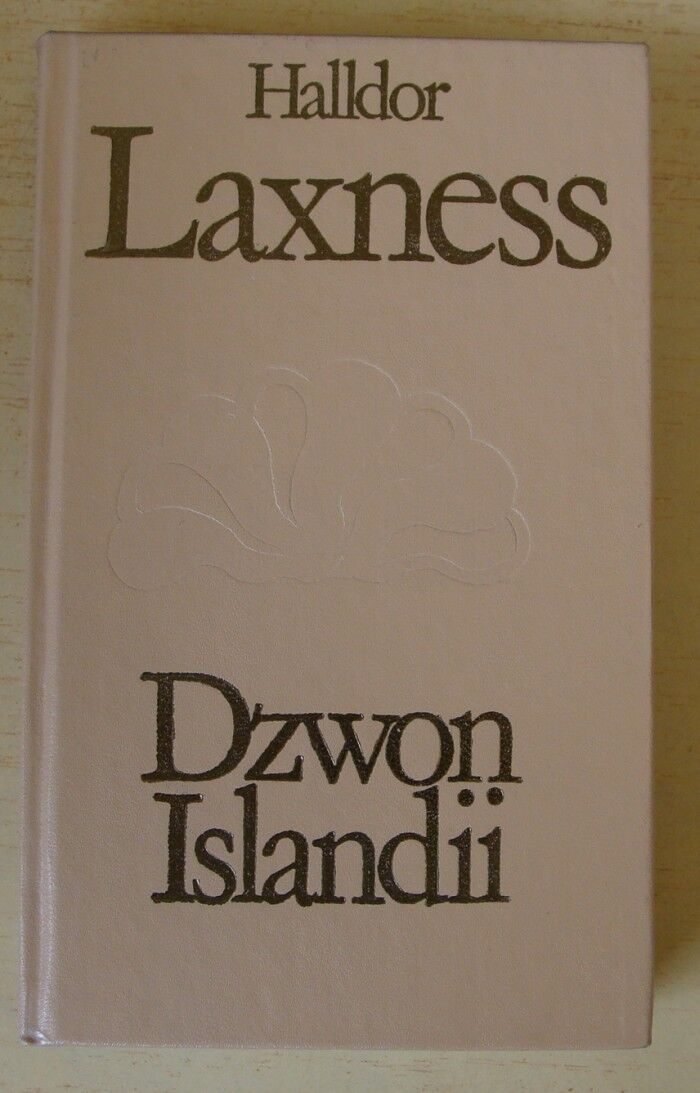 Halldor
Laxness
Dzwon
Islandii